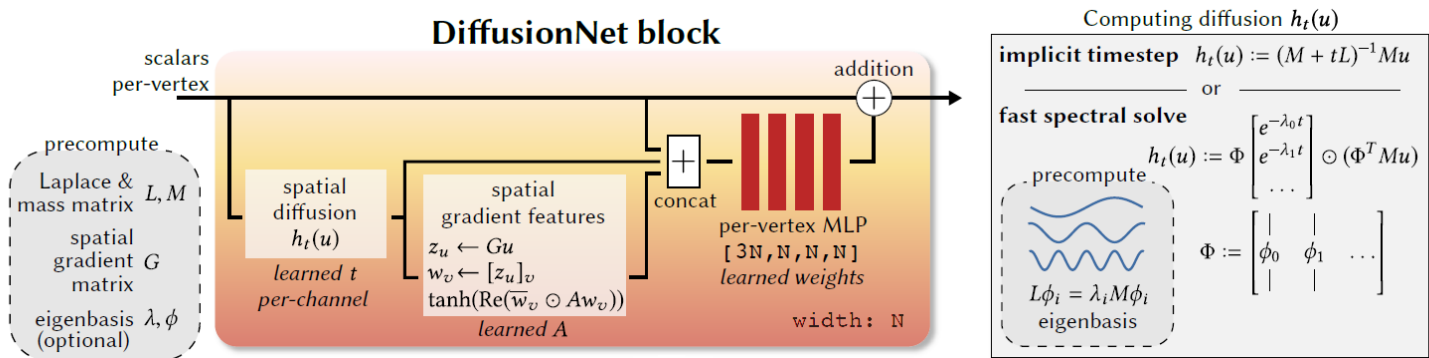 DiffusionNet block
scalars
per-vertex
addition
+
precompute
Laplace &
mass matrix L, M
spatial
gradient G
matrix
eigenbasis λ, ϕ
(optional)
spatial
diffusion
h_t(u)
learned t
per-channel
spatial
gradient features
z_u ← Gu
w_v ← [z_u]_v
tanh(Re(w̅_v ⊙ Aw_v))
learned A
+
concat
per-vertex MLP
[3N,N,N,N]
learned weights
width: N
Computing diffusion h_t(u)
implicit timestep h_t(u) := (M + tL)^{-1}Mu
or
fast spectral solve
h_t(u) := Φ [e^{-λ_0 t} e^{-λ_1 t} ...] ⊙ (Φ^T Mu)
precompute
Lϕ_i = λ_i Mϕ_i
eigenbasis
Φ := [ϕ_0 ϕ_1 ...]